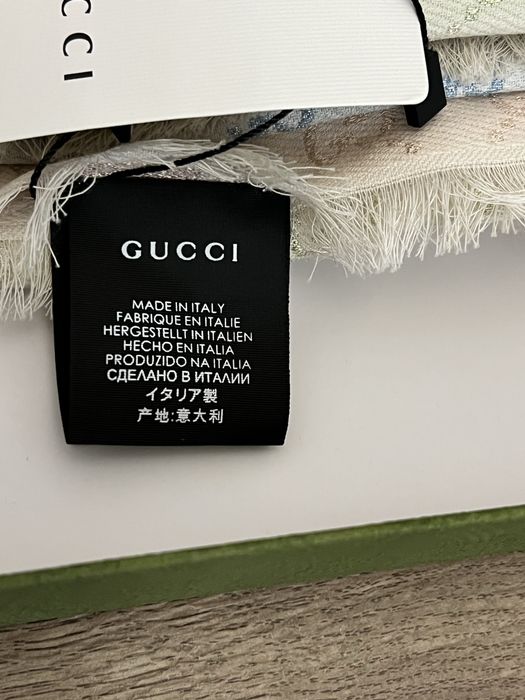 UCCI
GUCCI
MADE IN ITALY
FABRIQUE EN ITALIE
HERGESTELLT IN ITALIEN
HECHO EN ITALIA
PRODUZIDO NA ITALIA
СДЕЛАНО В ИТАЛИИ
イタリア製
产地:意大利